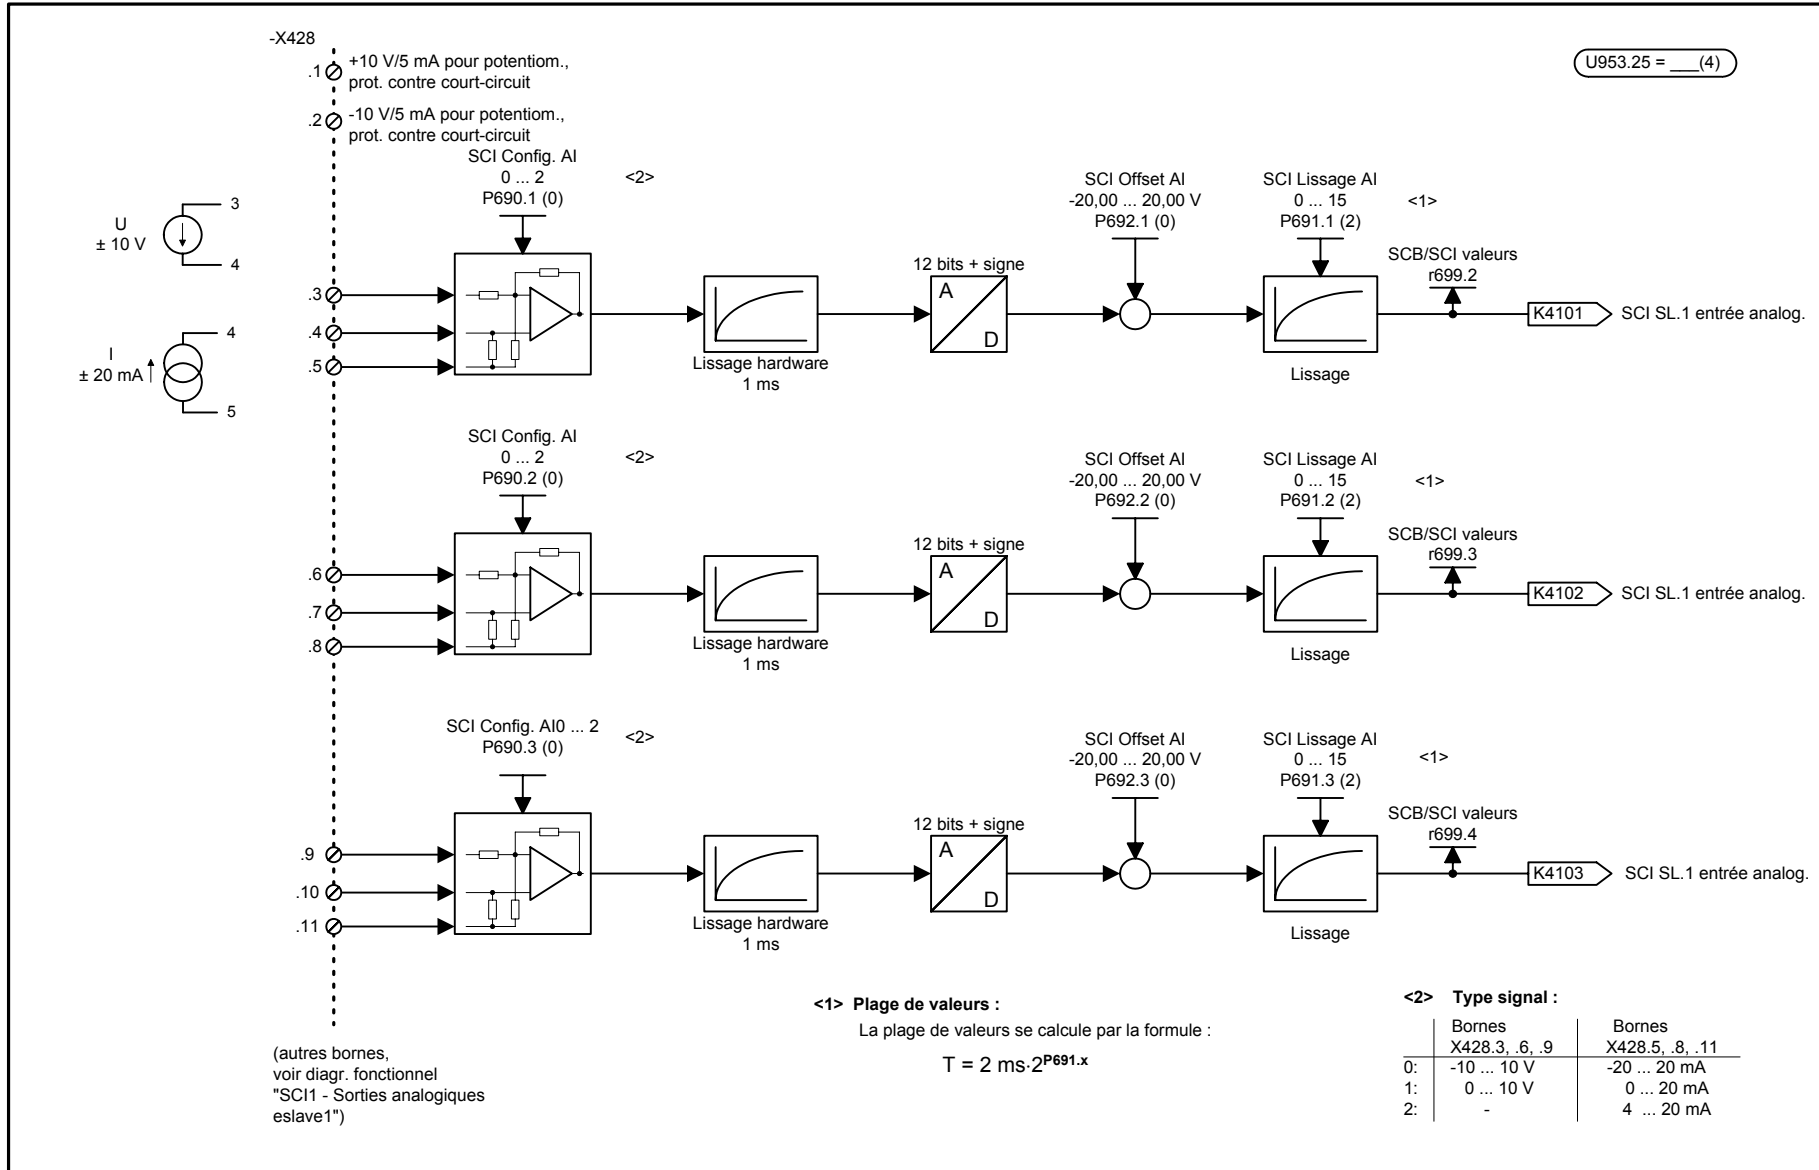 -X428
.1
+10 V/5 mA pour potentiom.,
prot. contre court-circuit
U953.25 = ___(4)
.2
-10 V/5 mA pour potentiom.,
prot. contre court-circuit
SCI Config. AI
0 ... 2
P690.1 (0)
<2>
SCI Offset AI
-20,00 ... 20,00 V
P692.1 (0)
SCI Lissage AI
0 ... 15
P691.1 (2)
<1>
U
± 10 V
3
4
SCB/SCI valeurs
r699.2
12 bits + signe
A
D
.3
.4
.5
K4101
SCI SL.1 entrée analog.
I
± 20 mA
4
5
Lissage hardware
1 ms
Lissage
SCI Config. AI
0 ... 2
P690.2 (0)
<2>
SCI Offset AI
-20,00 ... 20,00 V
P692.2 (0)
SCI Lissage AI
0 ... 15
P691.2 (2)
<1>
SCB/SCI valeurs
r699.3
12 bits + signe
A
D
.6
.7
.8
K4102
SCI SL.1 entrée analog.
Lissage hardware
1 ms
Lissage
SCI Config. AI0 ... 2
P690.3 (0)
<2>
SCI Offset AI
-20,00 ... 20,00 V
P692.3 (0)
SCI Lissage AI
0 ... 15
P691.3 (2)
<1>
SCB/SCI valeurs
r699.4
12 bits + signe
A
D
.9
.10
.11
K4103
SCI SL.1 entrée analog.
Lissage hardware
1 ms
Lissage
<1> Plage de valeurs :
La plage de valeurs se calcule par la formule :
T = 2 ms·2^P691.x
<2> Type signal :
Bornes Bornes
X428.3, .6, .9 X428.5, .8, .11
0: -10 ... 10 V -20 ... 20 mA
1: 0 ... 10 V 0 ... 20 mA
2: - 4 ... 20 mA
(autres bornes,
voir diagr. fonctionnel
"SCI1 - Sorties analogiques
eslave1")